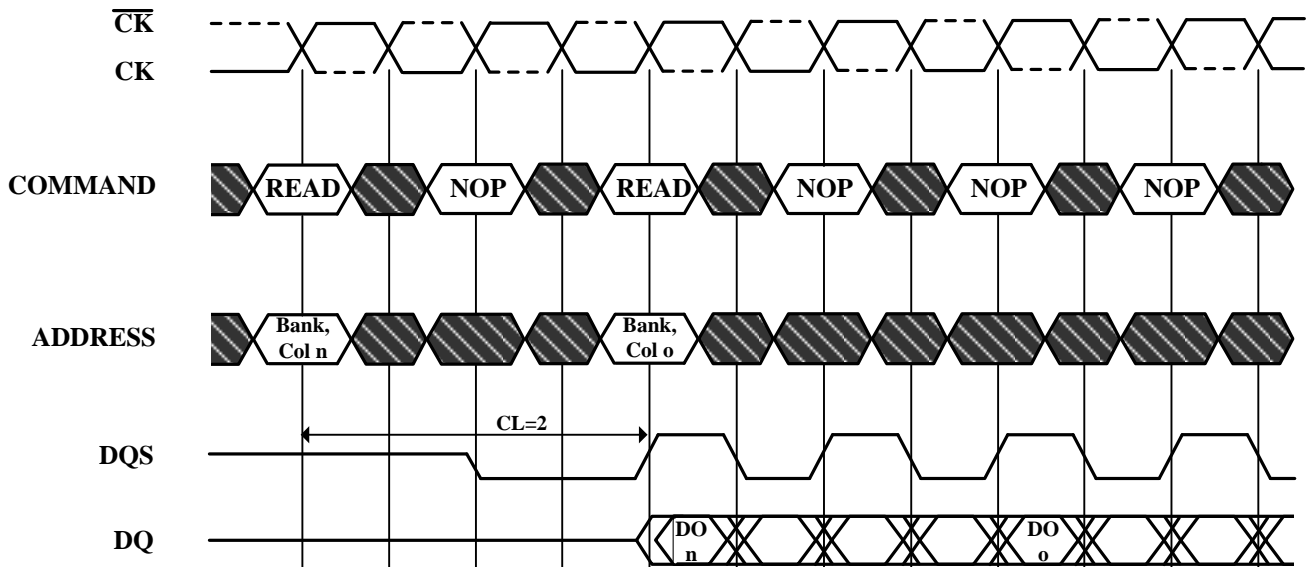 CK
CK
COMMAND
READ NOP READ NOP NOP NOP
ADDRESS
Bank,
Col n
Bank,
Col o
CL=2
DQS
DQ
DO
n
DO
o